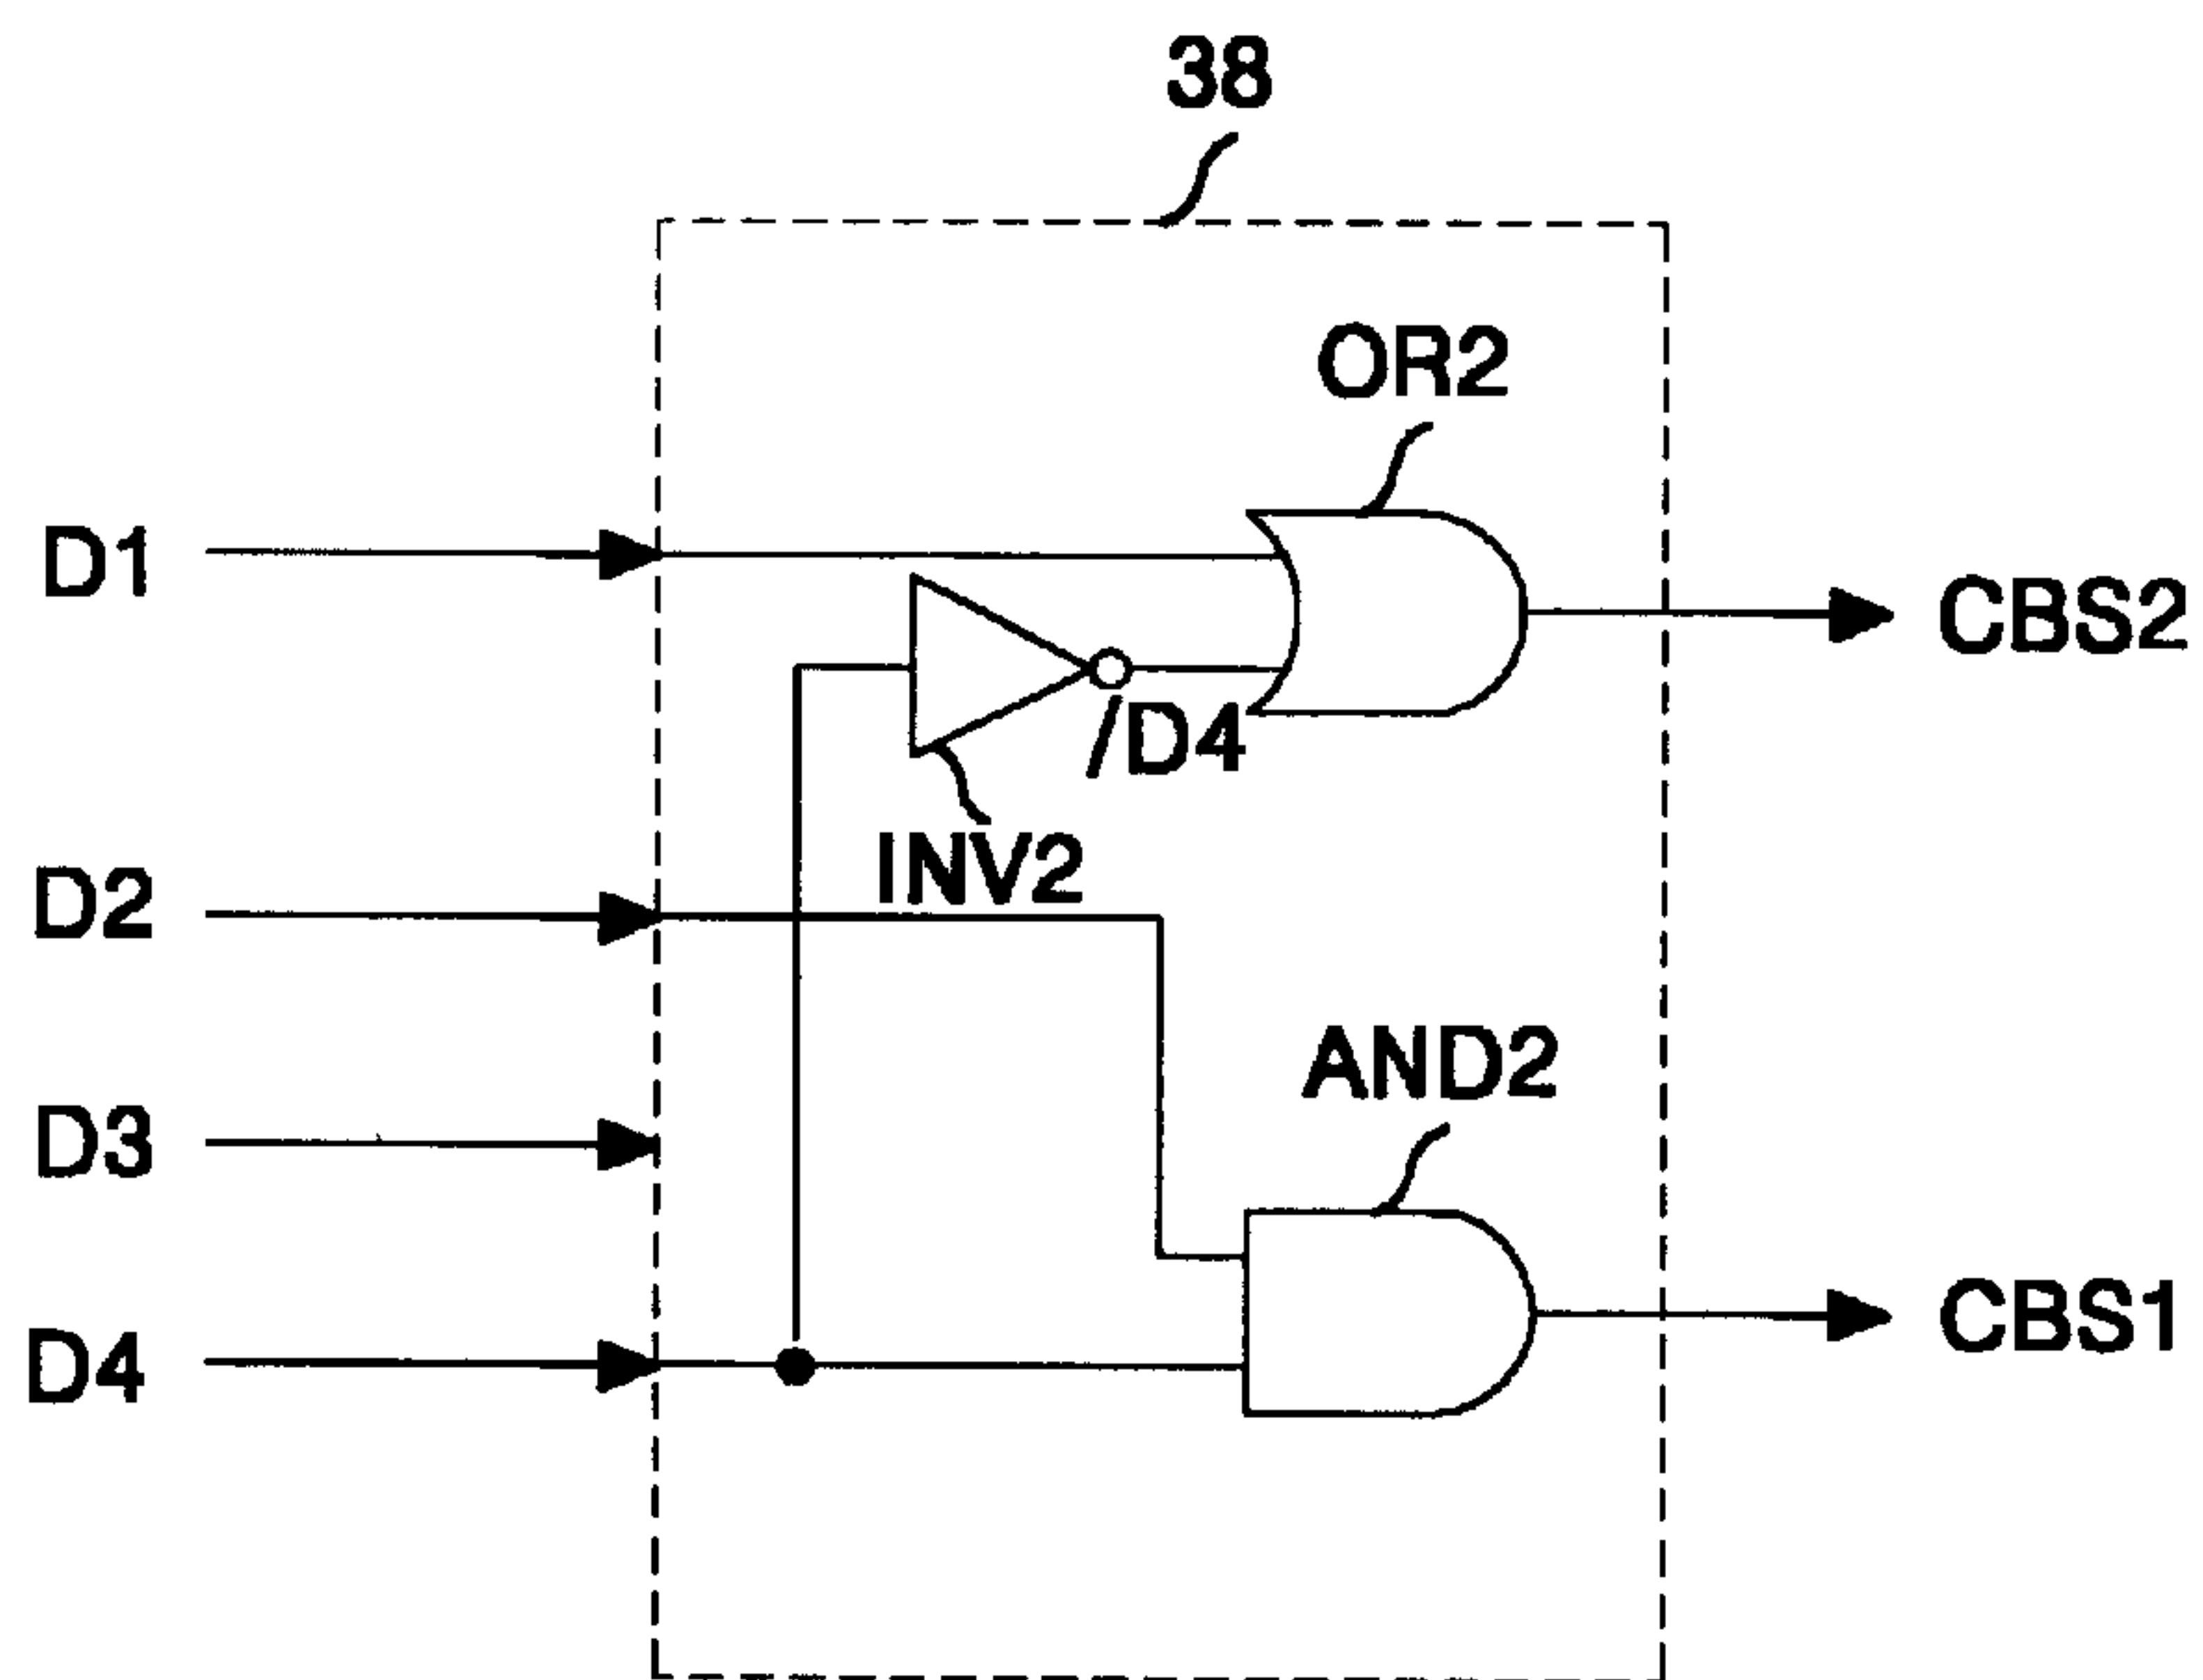 38
OR2
D1
CBS2
/D4
INV2
D2
AND2
D3
CBS1
D4